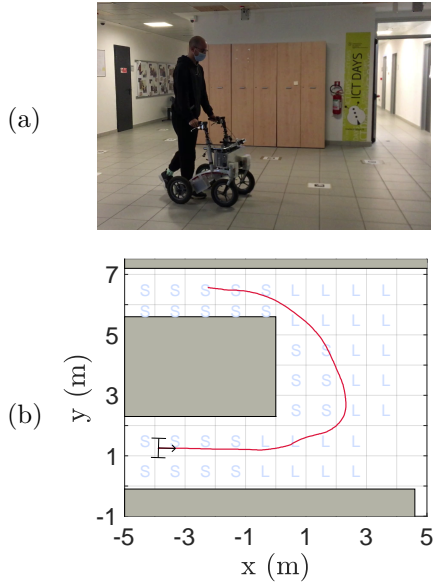 (a)
ICT DAYS
(b)
y (m)
7
5
3
1
-1
S S S S S L L L L
S S S S S L L L L
S S L L
L L L L
L L L L
S S S S L L L L
S S S S L L L L
-5 -3 -1 1 3 5
x (m)